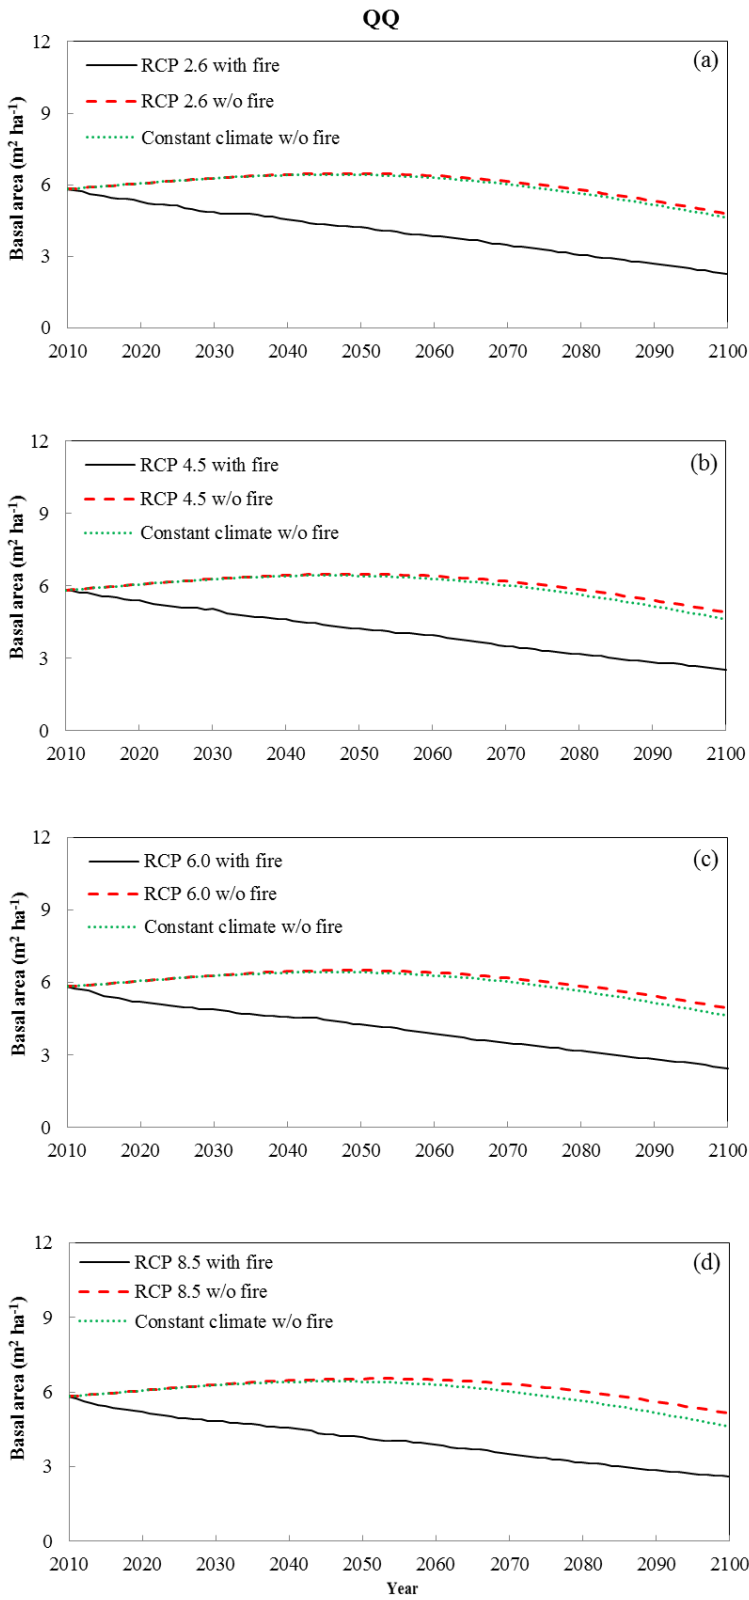 QQ
(a)
RCP 2.6 with fire
RCP 2.6 w/o fire
Constant climate w/o fire
Basal area (m² ha⁻¹)
12
9
6
3
0
2010 2020 2030 2040 2050 2060 2070 2080 2090 2100
(b)
RCP 4.5 with fire
RCP 4.5 w/o fire
Constant climate w/o fire
Basal area (m² ha⁻¹)
12
9
6
3
0
2010 2020 2030 2040 2050 2060 2070 2080 2090 2100
(c)
RCP 6.0 with fire
RCP 6.0 w/o fire
Constant climate w/o fire
Basal area (m² ha⁻¹)
12
9
6
3
0
2010 2020 2030 2040 2050 2060 2070 2080 2090 2100
(d)
RCP 8.5 with fire
RCP 8.5 w/o fire
Constant climate w/o fire
Basal area (m² ha⁻¹)
12
9
6
3
0
2010 2020 2030 2040 2050 2060 2070 2080 2090 2100
Year